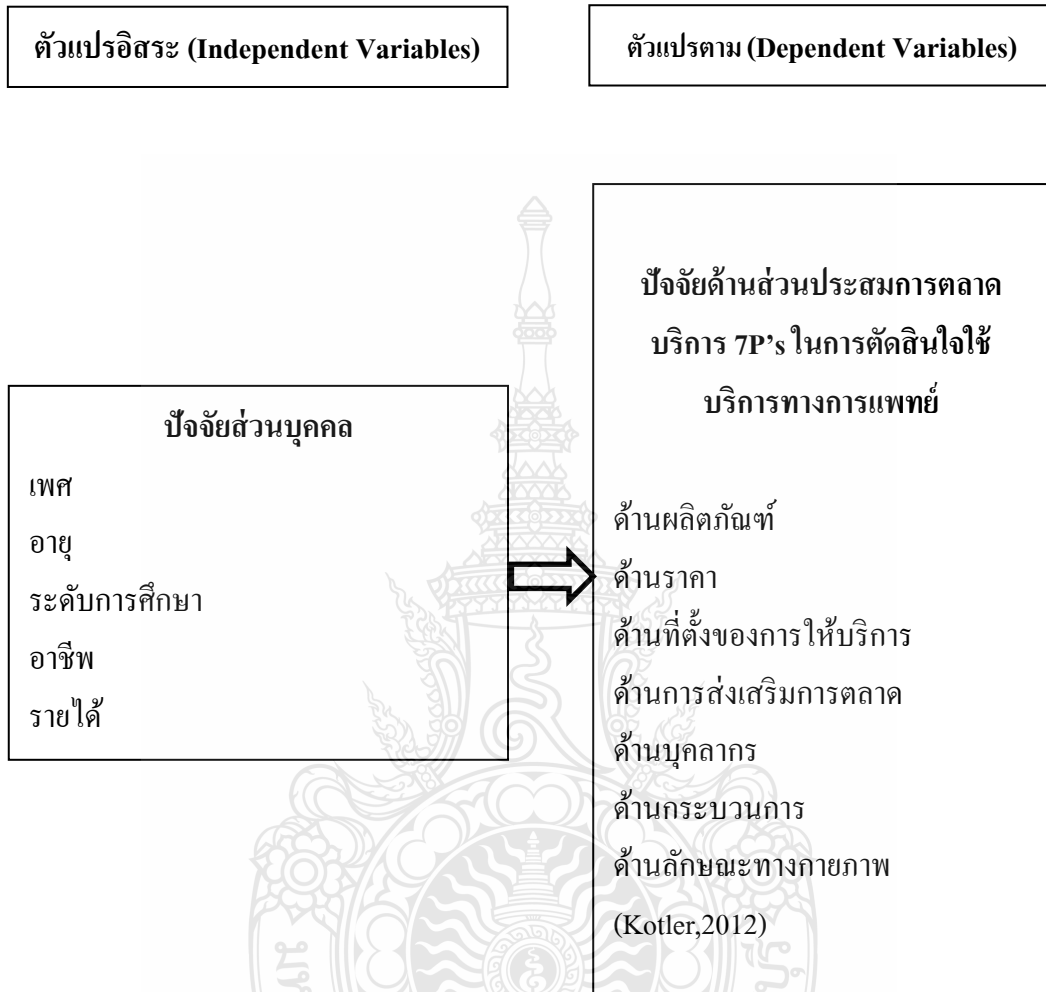 ตัวแปรอิสระ (Independent Variables)
ตัวแปรตาม (Dependent Variables)
ปัจจัยส่วนบุคคล
เพศ
อายุ
ระดับการศึกษา
อาชีพ
รายได้
ปัจจัยด้านส่วนประสมการตลาด
บริการ 7P’s ในการตัดสินใจใช้
บริการทางการแพทย์
ด้านผลิตภัณฑ์
ด้านราคา
ด้านที่ตั้งของการให้บริการ
ด้านการส่งเสริมการตลาด
ด้านบุคลากร
ด้านกระบวนการ
ด้านลักษณะทางกายภาพ
(Kotler,2012)